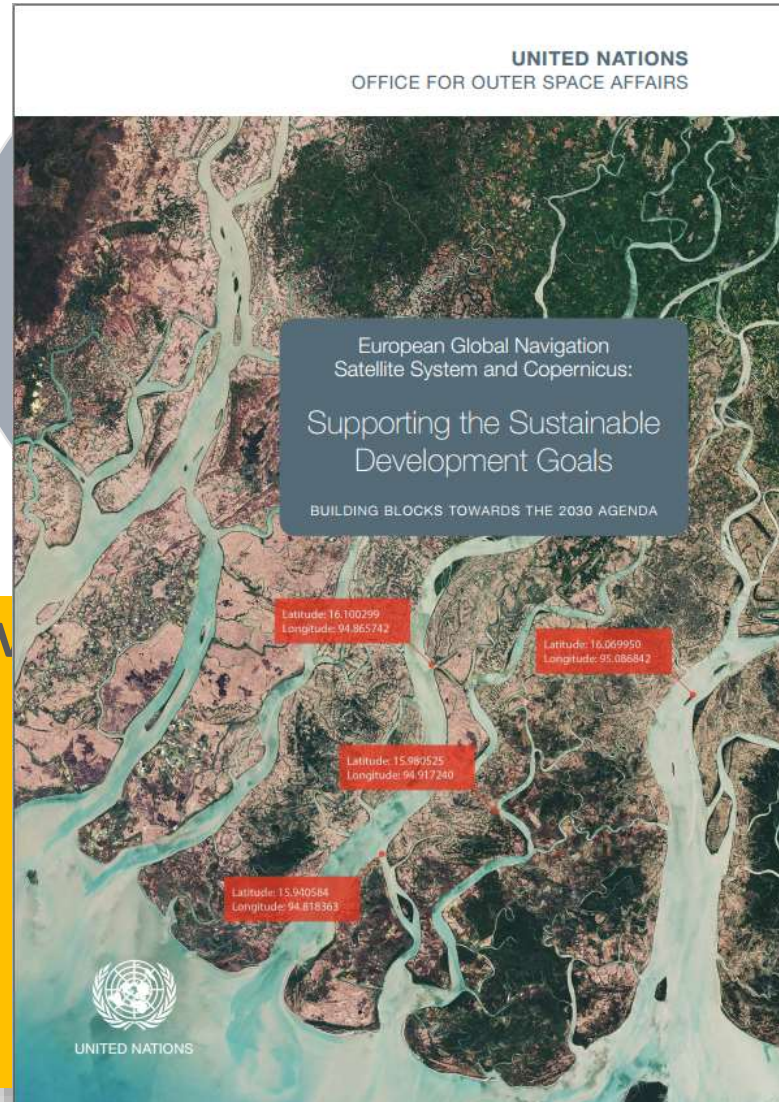 UNITED NATIONS
OFFICE FOR OUTER SPACE AFFAIRS
European Global Navigation
Satellite System and Copernicus:
Supporting the Sustainable
Development Goals
BUILDING BLOCKS TOWARDS THE 2030 AGENDA
Latitude: 16.100299
Longitude: 94.865742
Latitude: 16.069950
Longitude: 95.086842
Latitude: 15.980525
Longitude: 94.917240
Latitude: 15.940584
Longitude: 94.818363
UNITED NATIONS